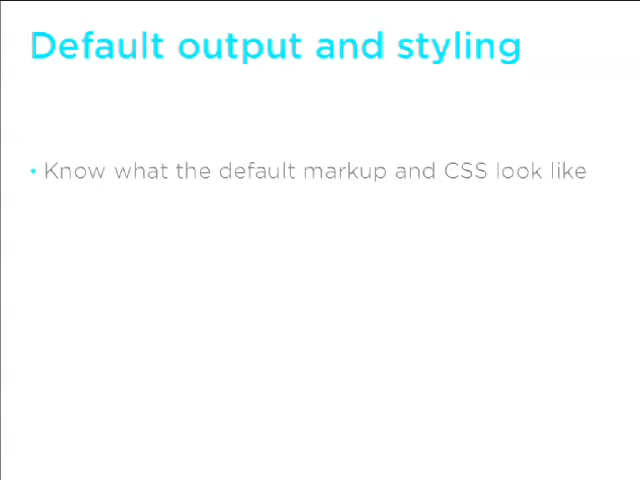 Default output and styling
• Know what the default markup and CSS look like